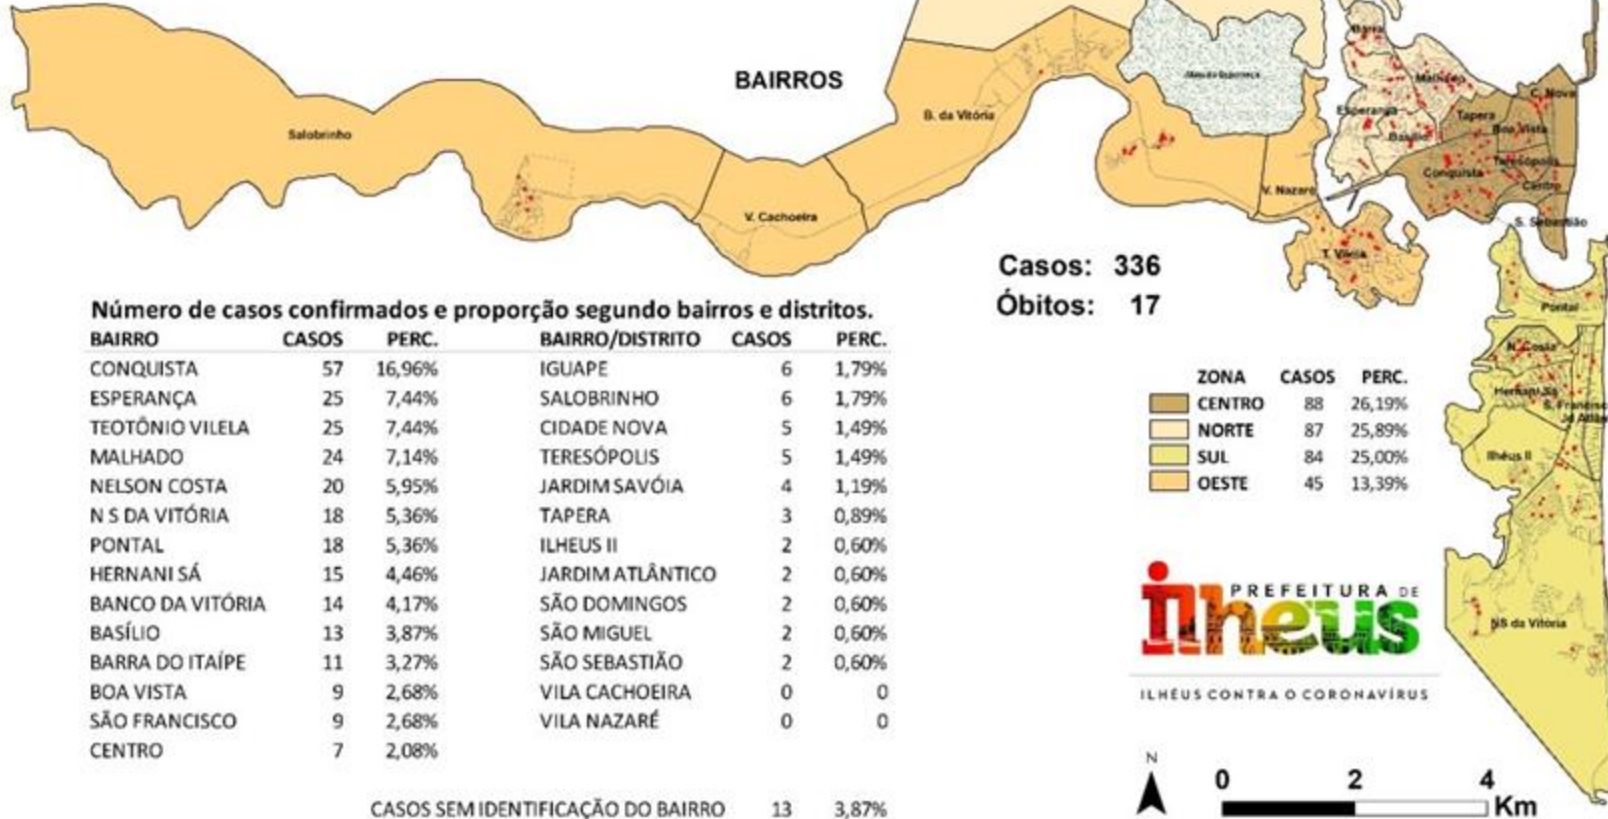 BAIRROS
Salobrinho
V. Cachoeira
B. da Vitória
V. Nazaré
T. Vilela
Barra
Malhado
Esperança
Basílio
C. Nova
Tapera
Boa Vista
Teresópolis
Conquista
Centro
S. Sebastião
Pontal
N. Costa
Hernani Sá
S. Francisco
Ilhéus II
NS da Vitória
Casos: 336
Óbitos: 17
Número de casos confirmados e proporção segundo bairros e distritos.
BAIRRO CASOS PERC. BAIRRO/DISTRITO CASOS PERC.
CONQUISTA 57 16,96% IGUAPE 6 1,79%
ESPERANÇA 25 7,44% SALOBRINHO 6 1,79%
TEOTÔNIO VILELA 25 7,44% CIDADE NOVA 5 1,49%
MALHADO 24 7,14% TERESÓPOLIS 5 1,49%
NELSON COSTA 20 5,95% JARDIM SAVÓIA 4 1,19%
N S DA VITÓRIA 18 5,36% TAPERA 3 0,89%
PONTAL 18 5,36% ILHEUS II 2 0,60%
HERNANI SÁ 15 4,46% JARDIM ATLÂNTICO 2 0,60%
BANCO DA VITÓRIA 14 4,17% SÃO DOMINGOS 2 0,60%
BASÍLIO 13 3,87% SÃO MIGUEL 2 0,60%
BARRA DO ITAÍPE 11 3,27% SÃO SEBASTIÃO 2 0,60%
BOA VISTA 9 2,68% VILA CACHOEIRA 0 0
SÃO FRANCISCO 9 2,68% VILA NAZARÉ 0 0
CENTRO 7 2,08%
CASOS SEM IDENTIFICAÇÃO DO BAIRRO 13 3,87%
ZONA CASOS PERC.
CENTRO 88 26,19%
NORTE 87 25,89%
SUL 84 25,00%
OESTE 45 13,39%
PREFEITURA DE
ilheus
ILHÉUS CONTRA O CORONAVÍRUS
N
0 2 4
Km